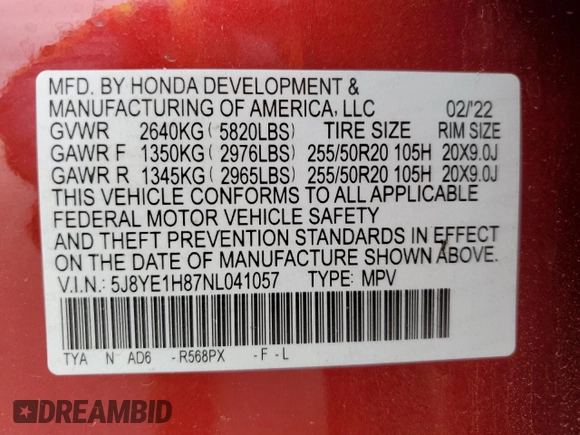 MFD. BY HONDA DEVELOPMENT &
MANUFACTURING OF AMERICA, LLC 02/'22
GVWR 2640KG ( 5820LBS) TIRE SIZE RIM SIZE
GAWR F 1350KG ( 2976LBS) 255/50R20 105H 20X9.0J
GAWR R 1345KG ( 2965LBS) 255/50R20 105H 20X9.0J
THIS VEHICLE CONFORMS TO ALL APPLICABLE
FEDERAL MOTOR VEHICLE SAFETY
AND THEFT PREVENTION STANDARDS IN EFFECT
ON THE DATE OF MANUFACTURE SHOWN ABOVE.
V.I.N.: 5J8YE1H87NL041057 TYPE: MPV
TYA N AD6 -R568PX -F-L
DREAMBID